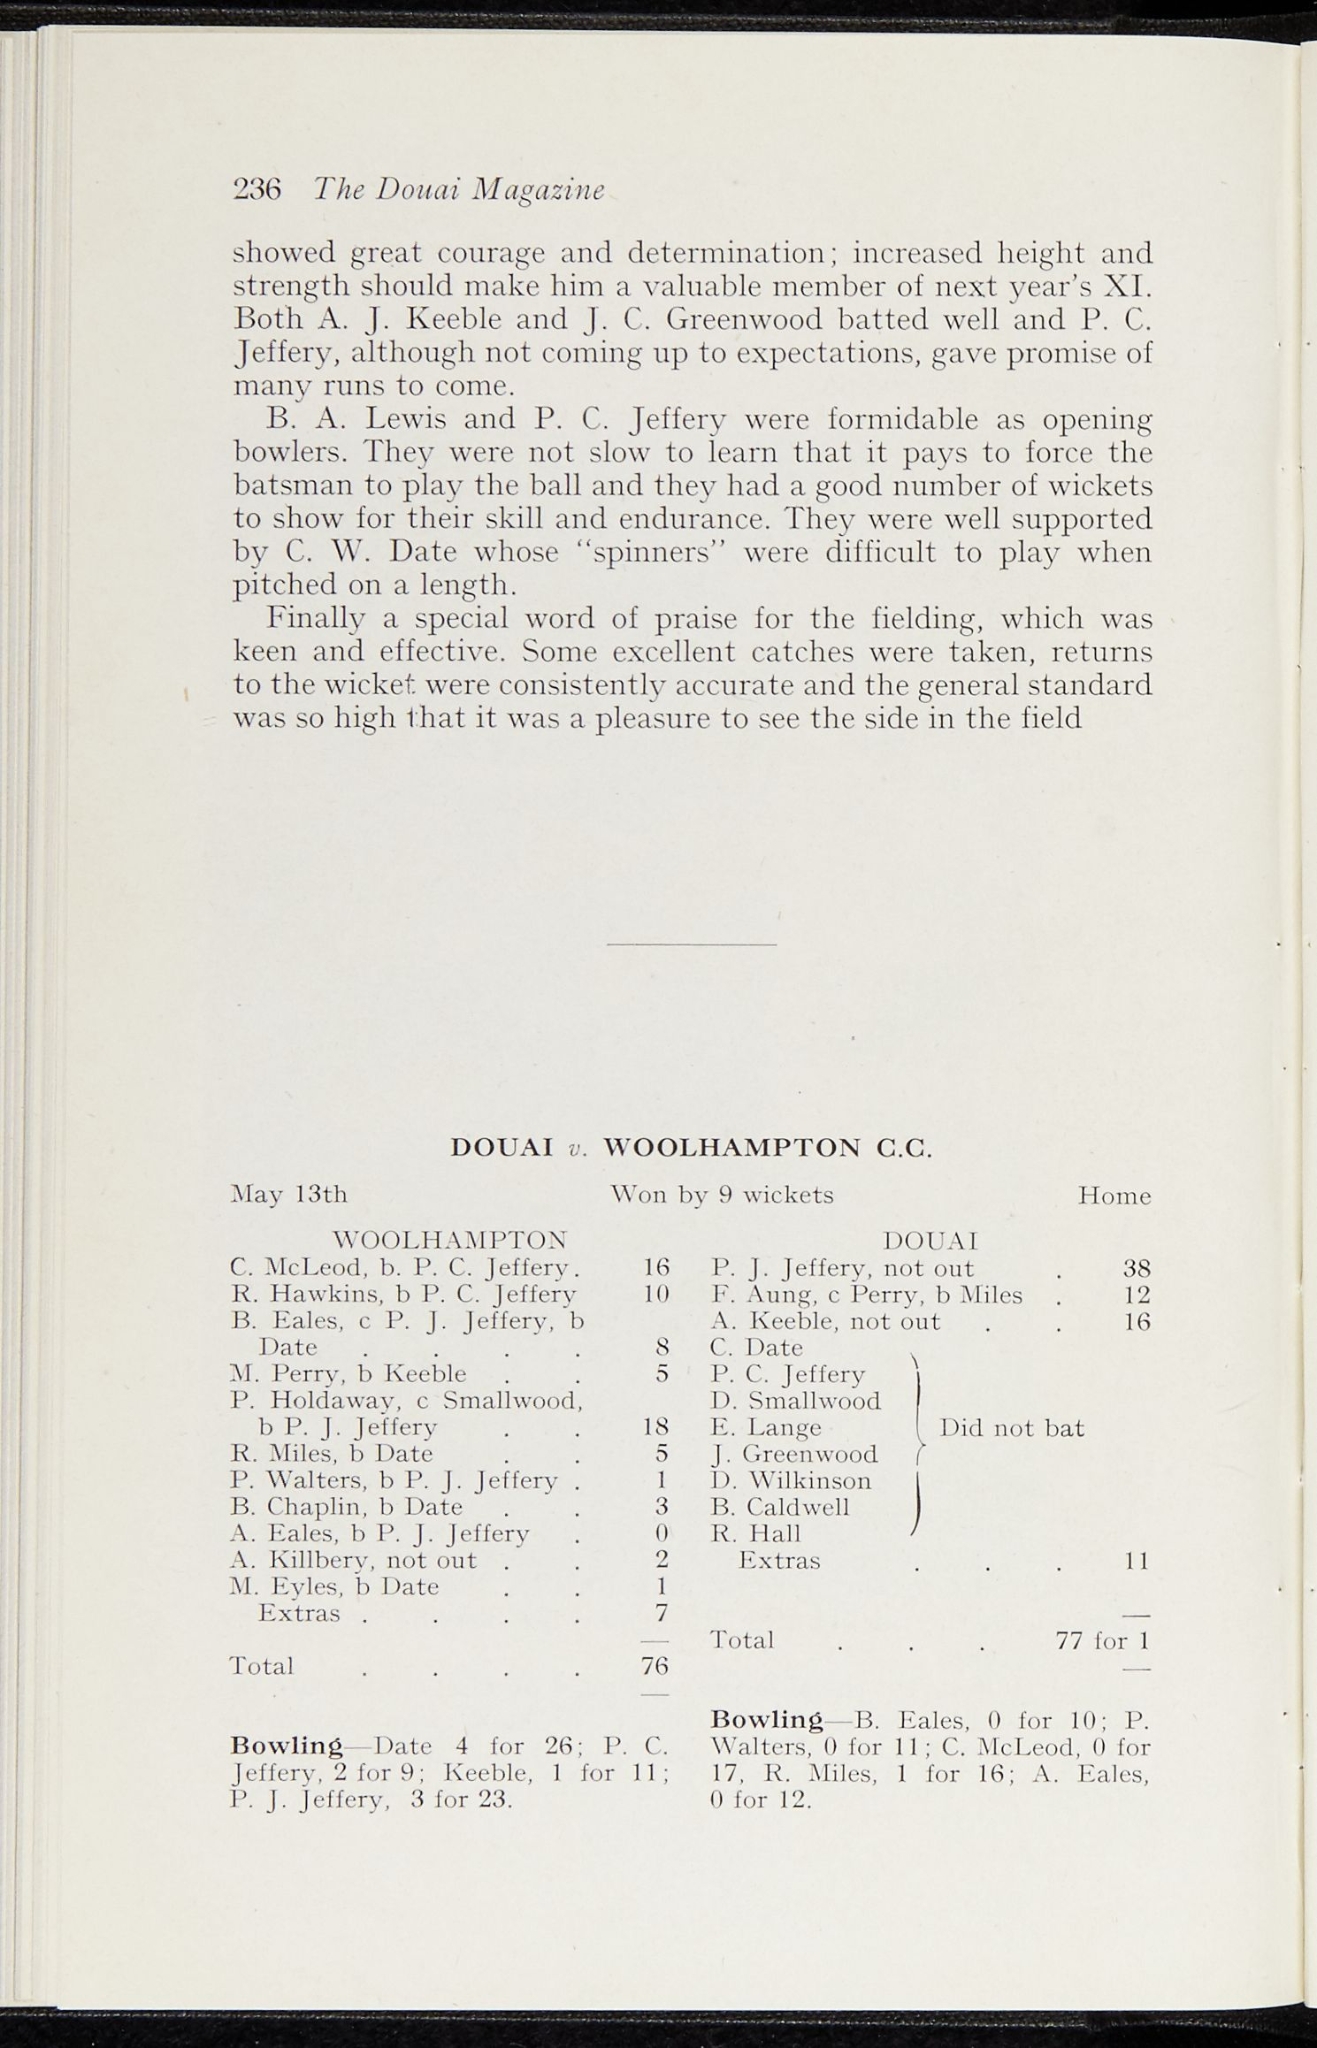 236 The Douai Magazine
showed great courage and determination; increased height and
strength should make him a valuable member of next year's XI.
Both A. J. Keeble and J. C. Greenwood batted well and P. C.
Jeffery, although not coming up to expectations, gave promise of
many runs to come.
B. A. Lewis and P. C. Jeffery were formidable as opening
bowlers. They were not slow to learn that it pays to force the
batsman to play the ball and they had a good number of wickets
to show for their skill and endurance. They were well supported
by C. W. Date whose "spinners" were difficult to play when
pitched on a length.
Finally a special word of praise for the fielding, which was
keen and effective. Some excellent catches were taken, returns
to the wicket were consistently accurate and the general standard
was so high that it was a pleasure to see the side in the field
DOUAI v. WOOLHAMPTON C.C.
May 13th Won by 9 wickets Home
WOOLHAMPTON
C. McLeod, b. P. C. Jeffery. 16
R. Hawkins, b P. C. Jeffery 10
B. Eales, c P. J. Jeffery, b
Date . . . . 8
M. Perry, b Keeble . . 5
P. Holdaway, c Smallwood,
b P. J. Jeffery . . 18
R. Miles, b Date . . 5
P. Walters, b P. J. Jeffery . 1
B. Chaplin, b Date . . 3
A. Eales, b P. J. Jeffery . 0
A. Killbery, not out . . 2
M. Eyles, b Date . . 1
Extras . . . . 7
Total . . . . 76
Bowling—Date 4 for 26; P. C.
Jeffery, 2 for 9; Keeble, 1 for 11;
P. J. Jeffery, 3 for 23.
DOUAI
P. J. Jeffery, not out . 38
F. Aung, c Perry, b Miles . 12
A. Keeble, not out . . 16
C. Date
P. C. Jeffery
D. Smallwood
E. Lange Did not bat
J. Greenwood
D. Wilkinson
B. Caldwell
R. Hall
Extras . . . 11
Total . . . 77 for 1
Bowling—B. Eales, 0 for 10; P.
Walters, 0 for 11; C. McLeod, 0 for
17, R. Miles, 1 for 16; A. Eales,
0 for 12.